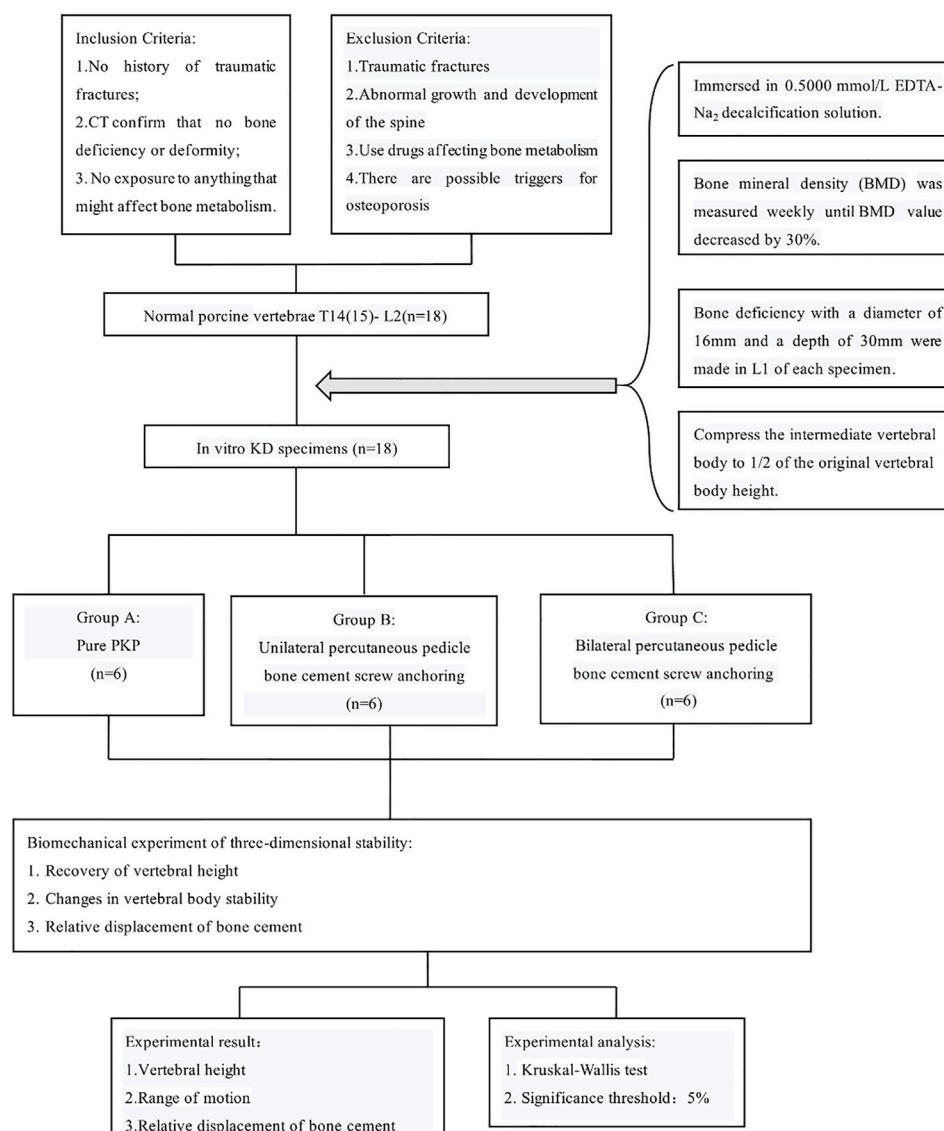 Inclusion Criteria:
1.No history of traumatic
fractures;
2.CT confirm that no bone
deficiency or deformity;
3. No exposure to anything that
might affect bone metabolism.
Exclusion Criteria:
1.Traumatic fractures
2.Abnormal growth and development
of the spine
3.Use drugs affecting bone metabolism
4.There are possible triggers for
osteoporosis
Immersed in 0.5000 mmol/L EDTA-
Na₂ decalcification solution.
Bone mineral density (BMD) was
measured weekly until BMD value
decreased by 30%.
Bone deficiency with a diameter of
16mm and a depth of 30mm were
made in L1 of each specimen.
Compress the intermediate vertebral
body to 1/2 of the original vertebral
body height.
Normal porcine vertebrae T14(15)- L2(n=18)
In vitro KD specimens (n=18)
Group A:
Pure PKP
(n=6)
Group B:
Unilateral percutaneous pedicle
bone cement screw anchoring
(n=6)
Group C:
Bilateral percutaneous pedicle
bone cement screw anchoring
(n=6)
Biomechanical experiment of three-dimensional stability:
1. Recovery of vertebral height
2. Changes in vertebral body stability
3. Relative displacement of bone cement
Experimental result:
1.Vertebral height
2.Range of motion
3.Relative displacement of bone cement
Experimental analysis:
1. Kruskal-Wallis test
2. Significance threshold: 5%